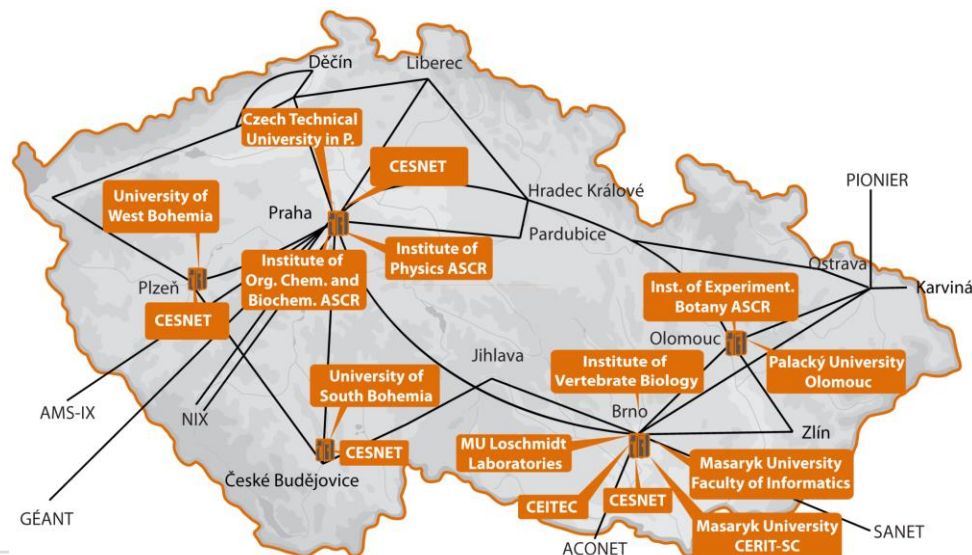 Děčín
Liberec
Czech Technical
University in P.
CESNET
University of
West Bohemia
Praha
Hradec Králové
PIONIER
Pardubice
Institute of
Org. Chem. and
Biochem. ASCR
Institute of
Physics ASCR
Ostrava
Plzeň
Inst. of Experiment.
Botany ASCR
Karviná
CESNET
Olomouc
Jihlava
Institute of
Vertebrate Biology
Palacký University
Olomouc
University of
South Bohemia
AMS-IX
NIX
Brno
Zlín
CESNET
MU Loschmidt
Laboratories
Masaryk University
Faculty of Informatics
České Budějovice
CEITEC
CESNET
GÉANT
Masaryk University
CERIT-SC
SANET
ACONET